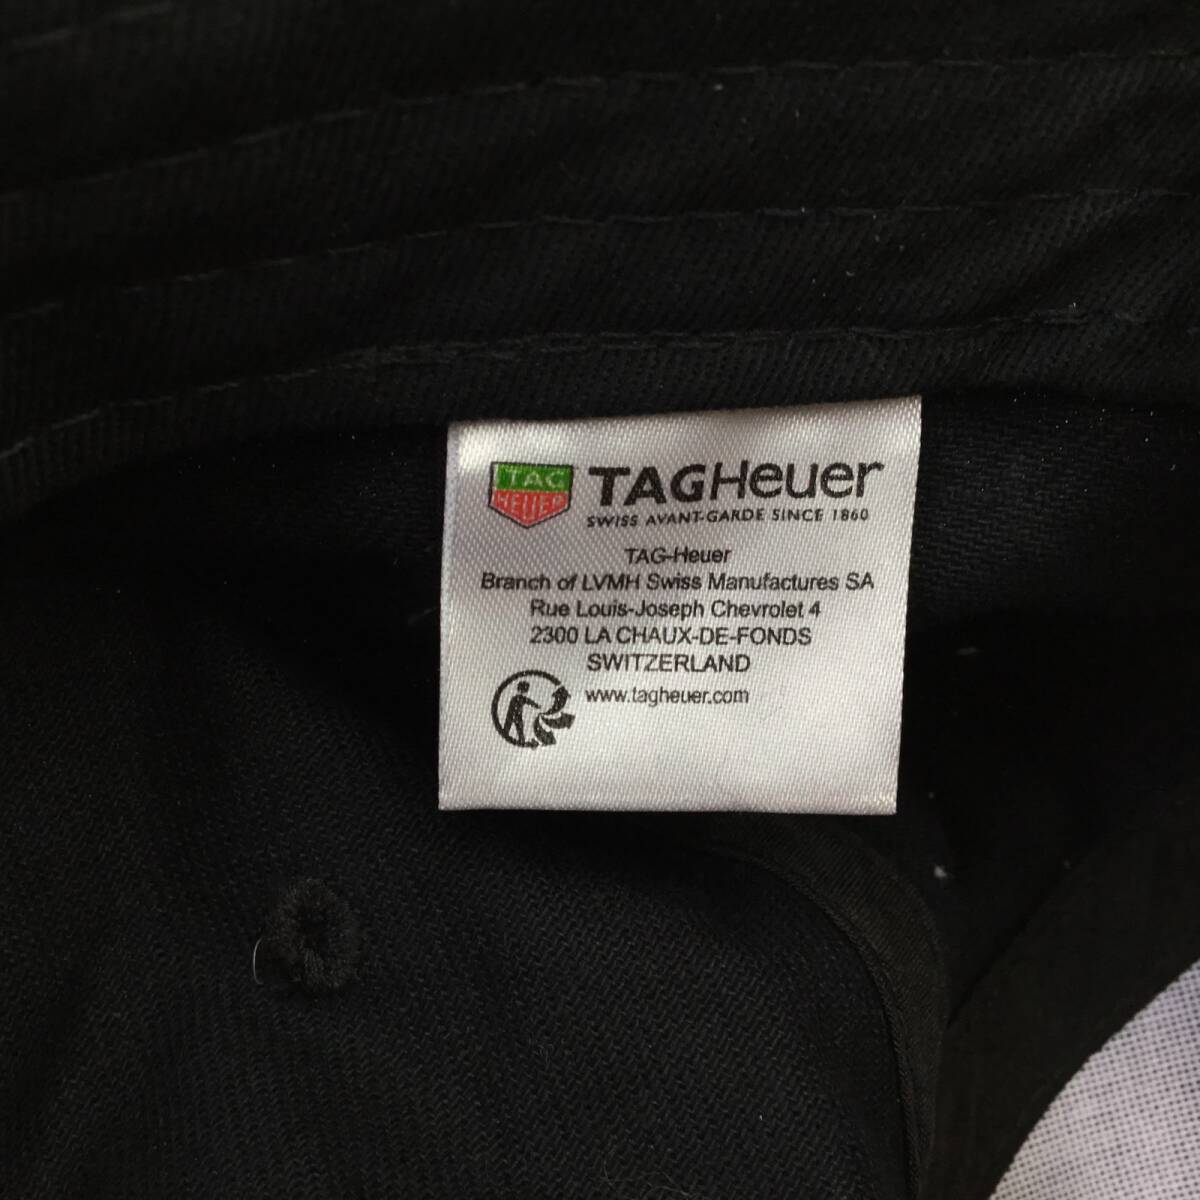 TAG
HEUER
TAGHeuer
SWISS AVANT-GARDE SINCE 1860
TAG-Heuer
Branch of LVMH Swiss Manufactures SA
Rue Louis-Joseph Chevrolet 4
2300 LA CHAUX-DE-FONDS
SWITZERLAND
www.tagheuer.com